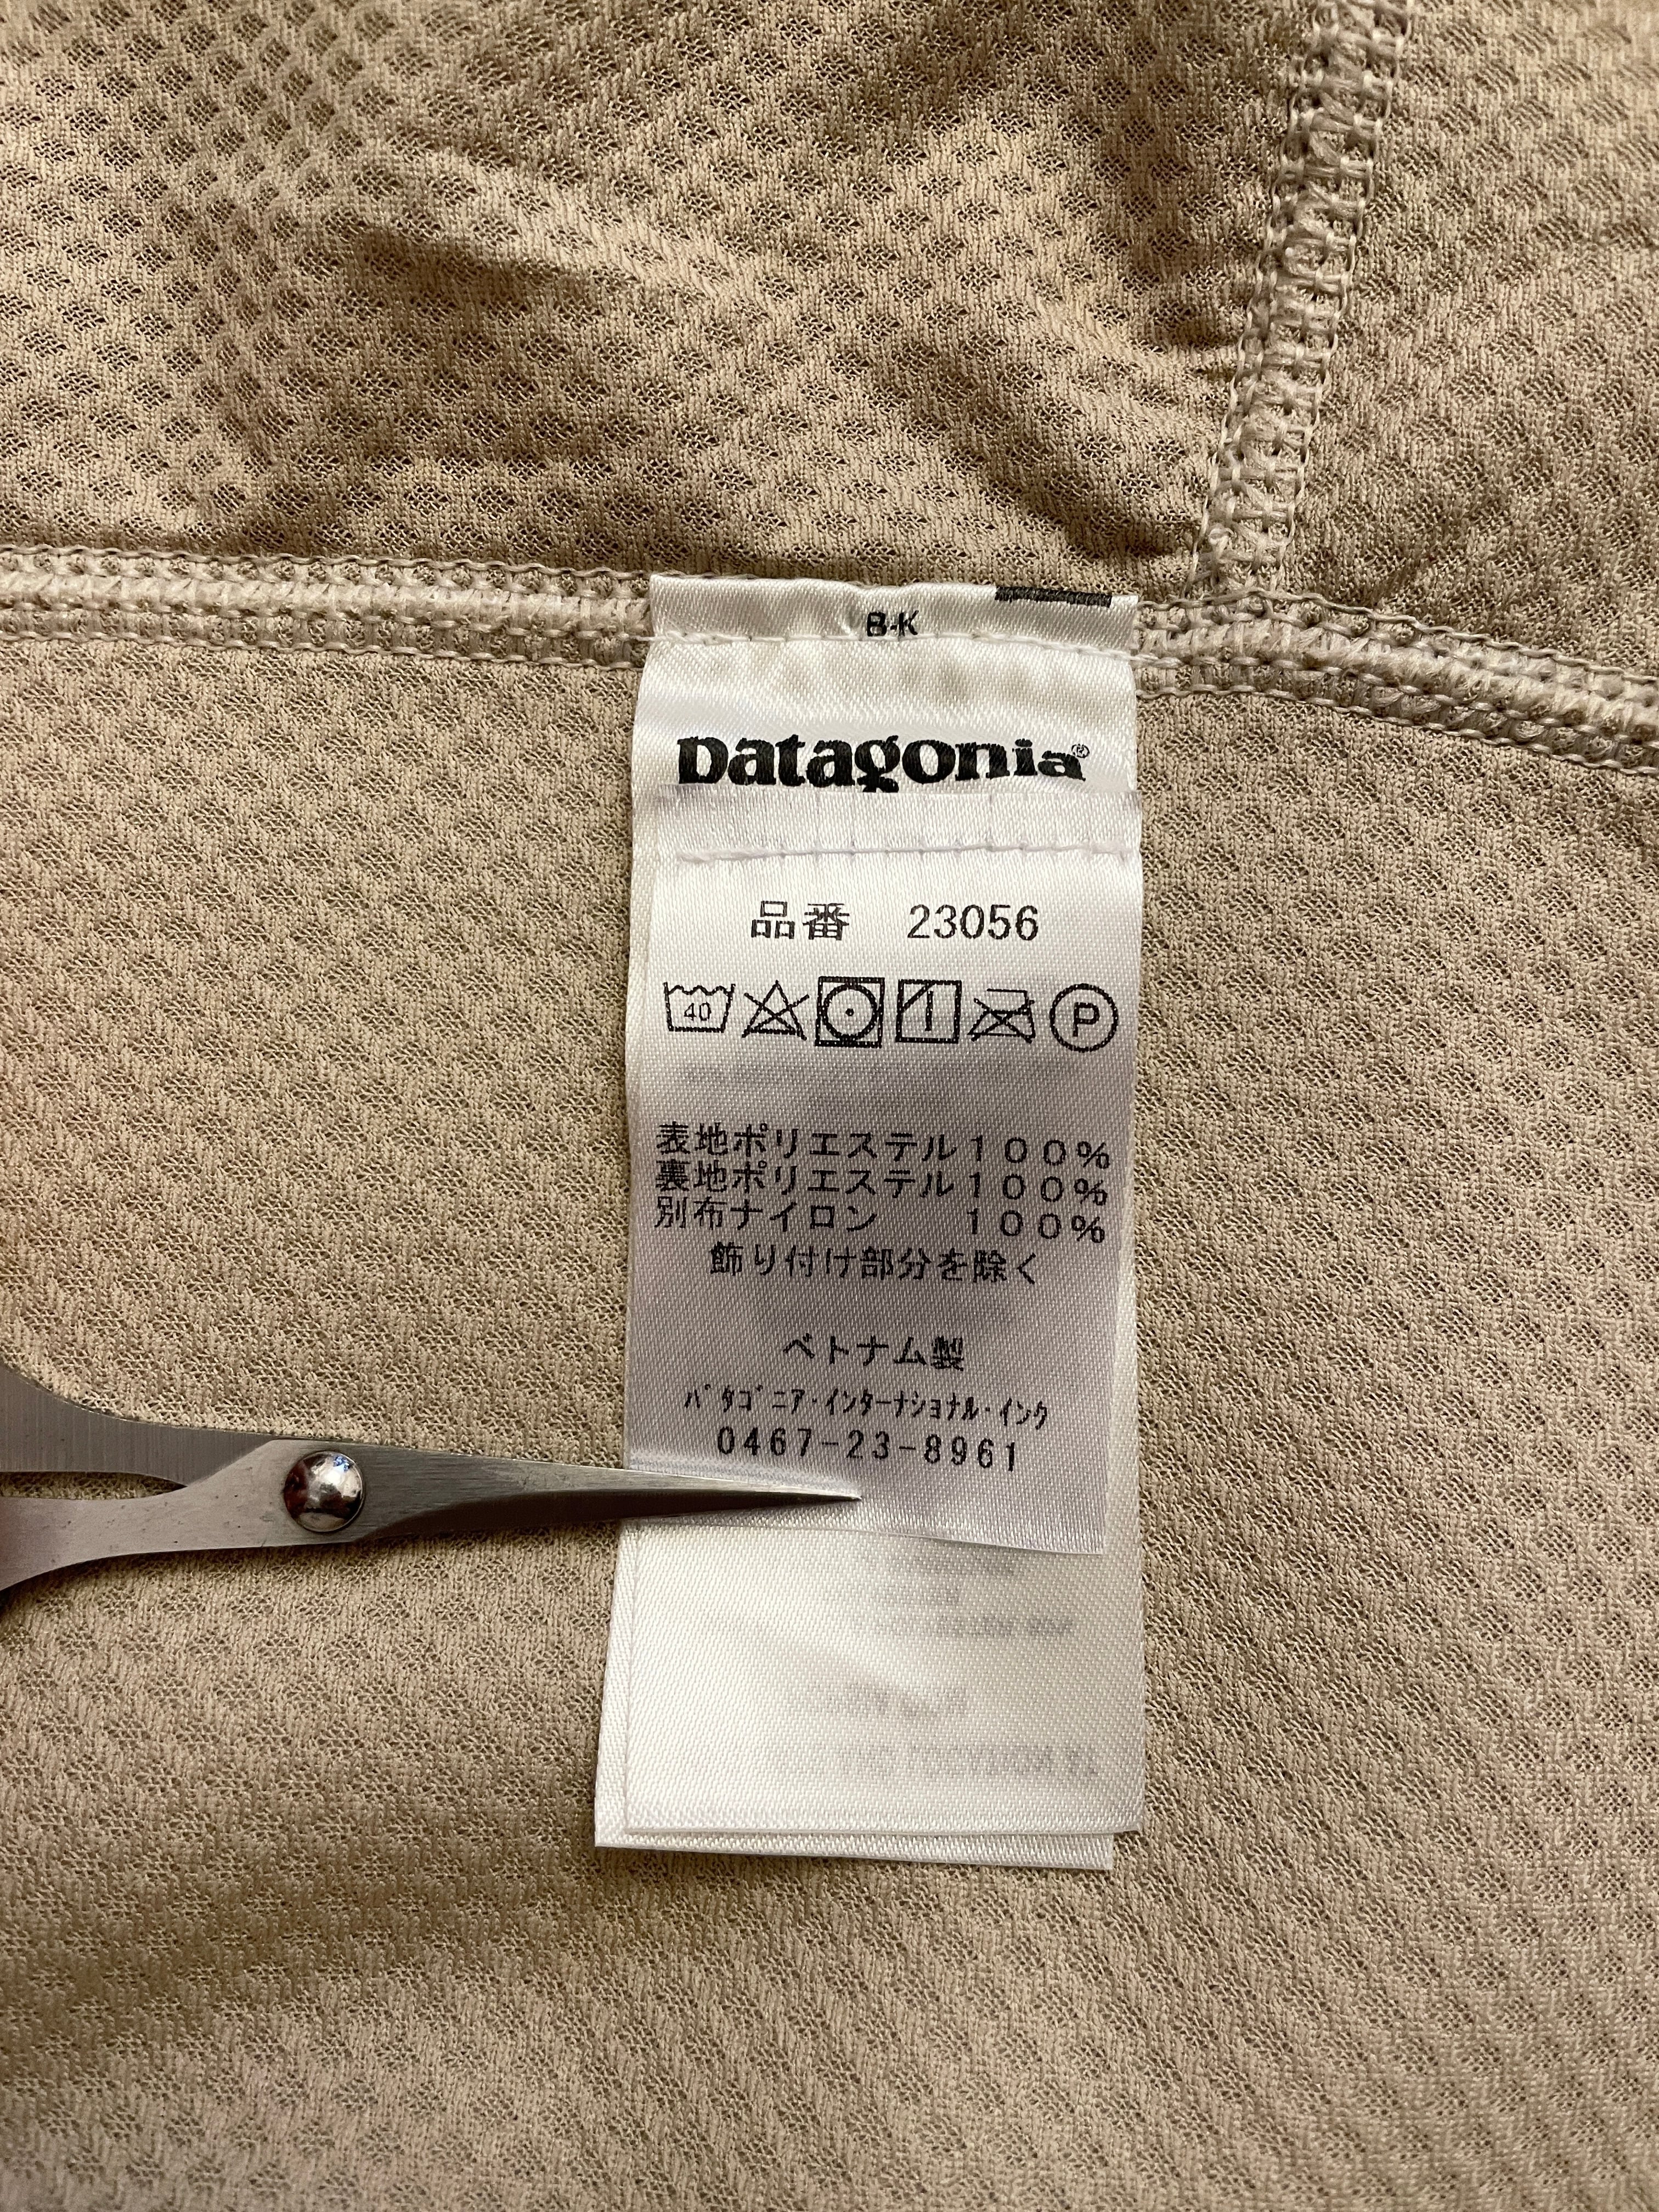 B-K
patagonia®
品番 23056
40 P
表地ポリエステル100%
裏地ポリエステル100%
別布ナイロン 100%
飾り付け部分を除く
ベトナム製
パタゴニア・インターナショナル・インク
0467-23-8961